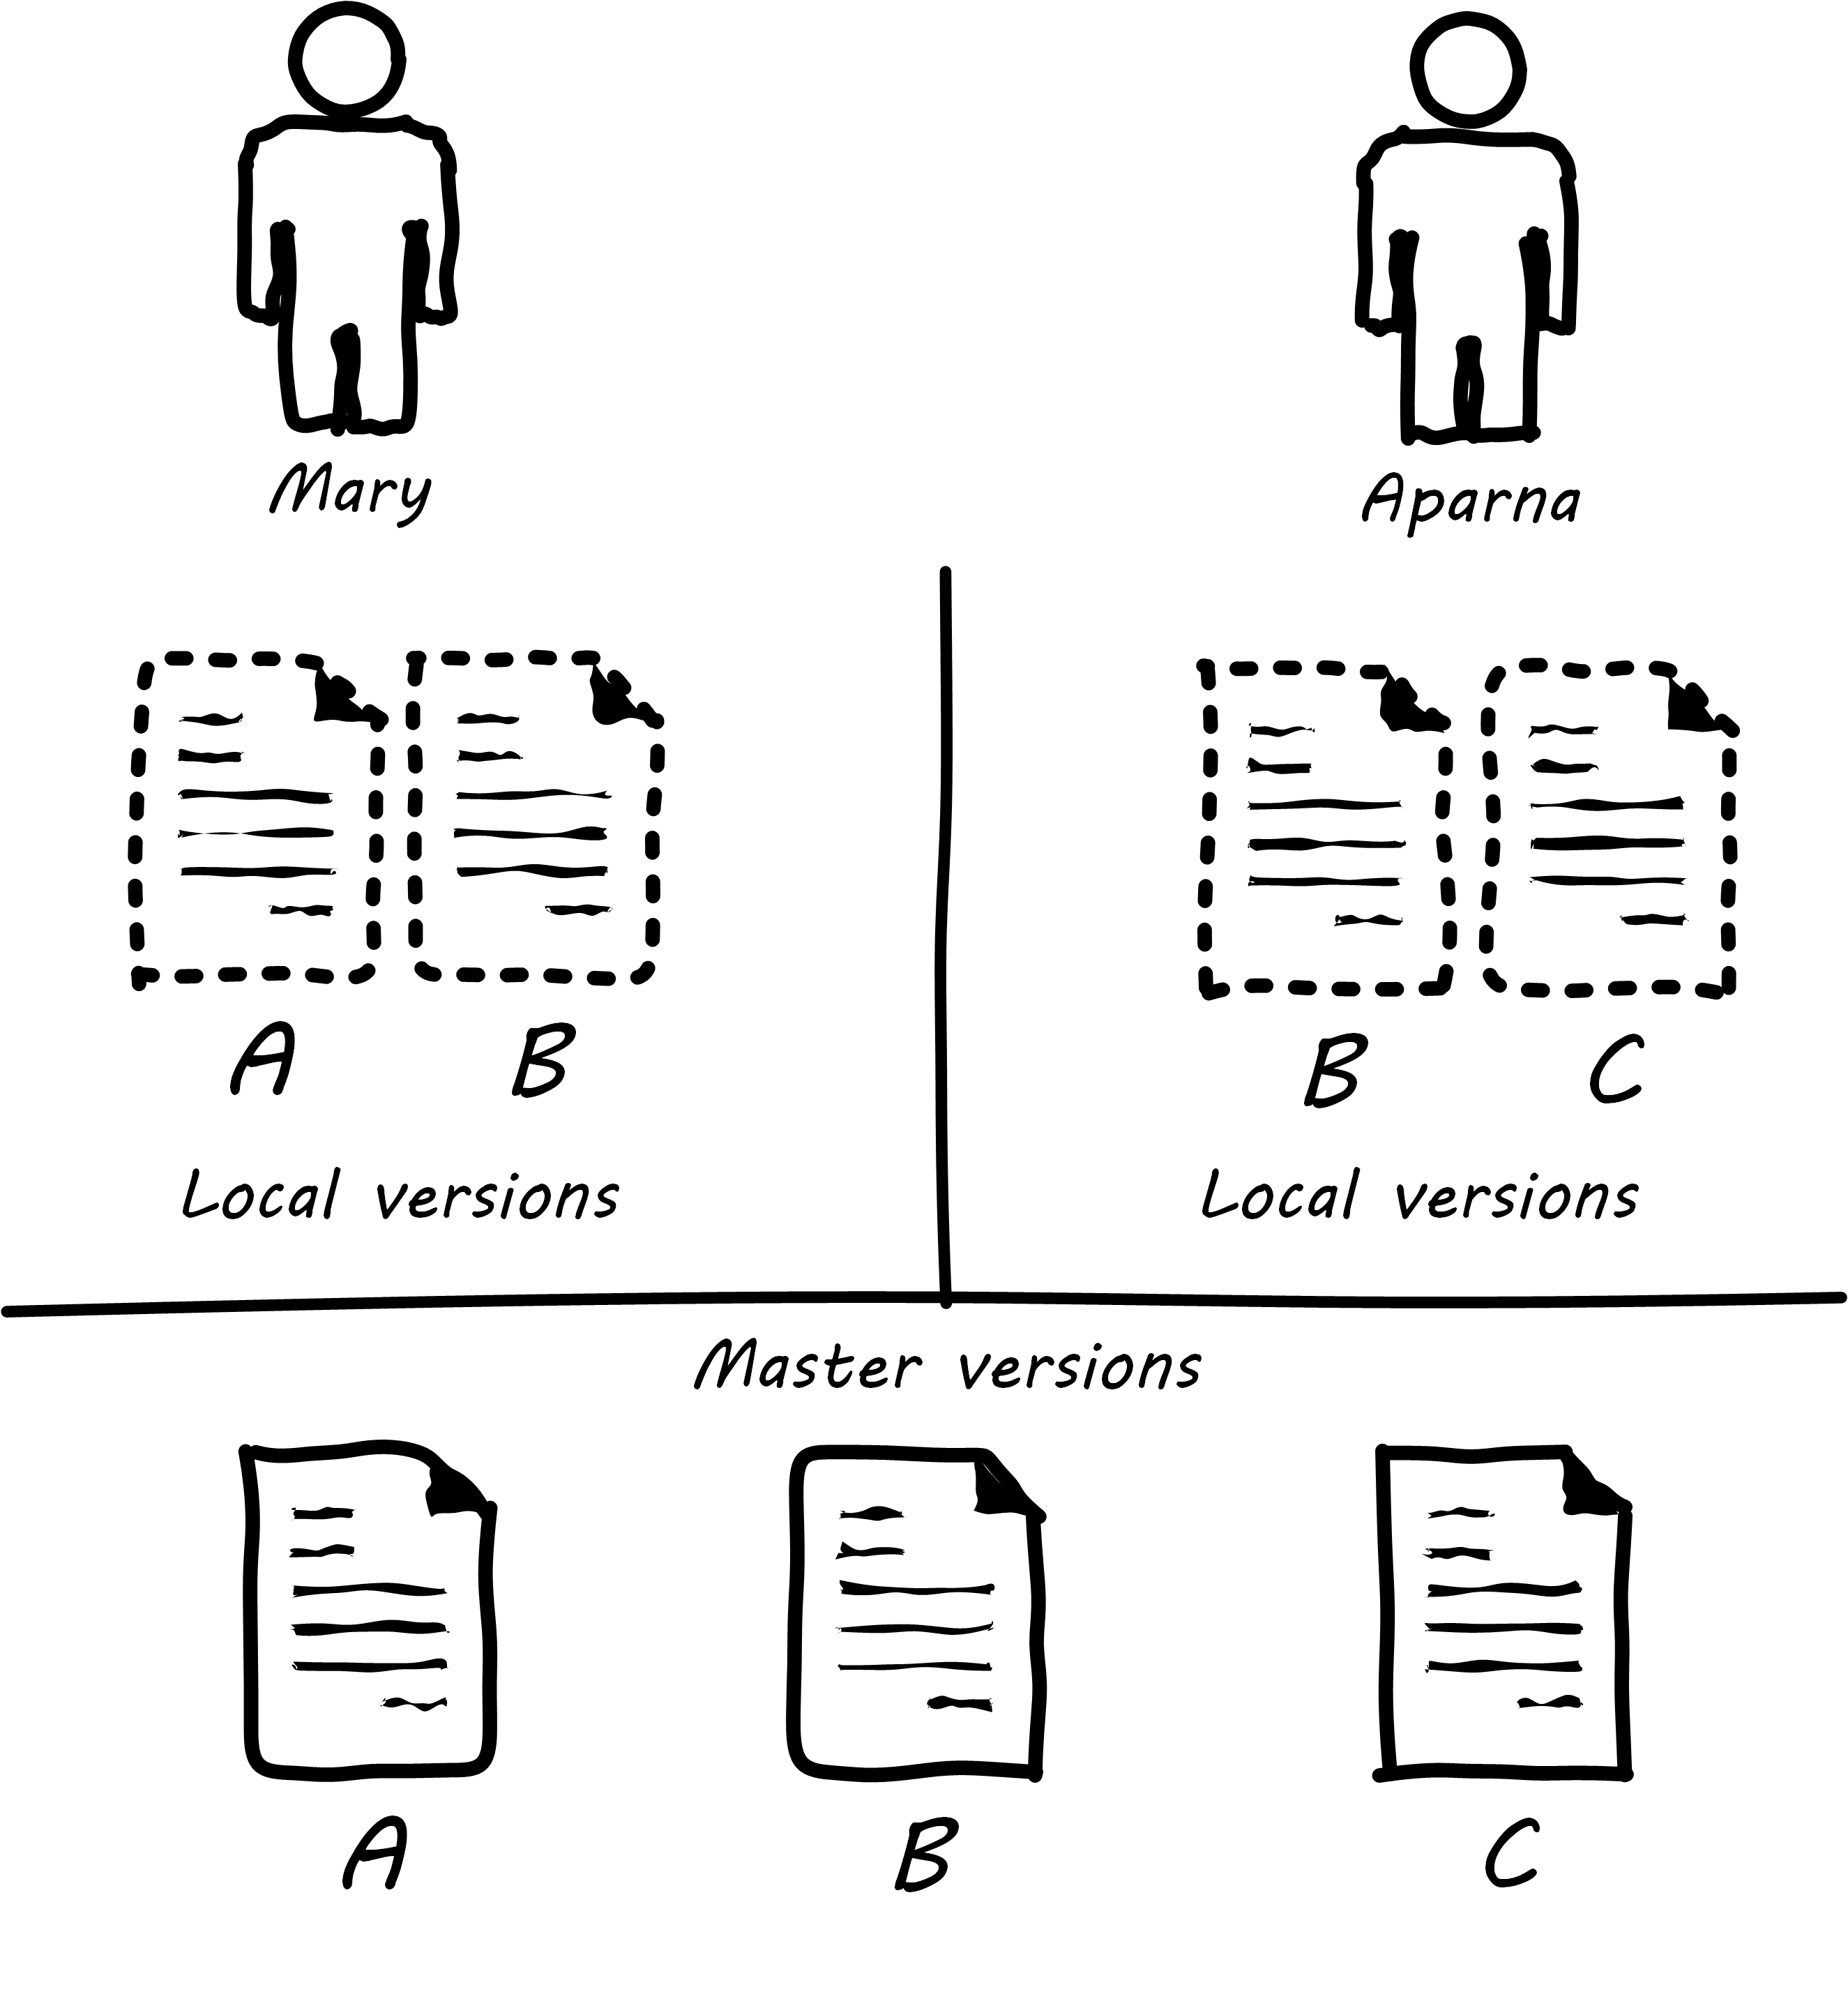 Mary
Aparna
A B
B C
Local versions
Local versions
Master versions
A B C